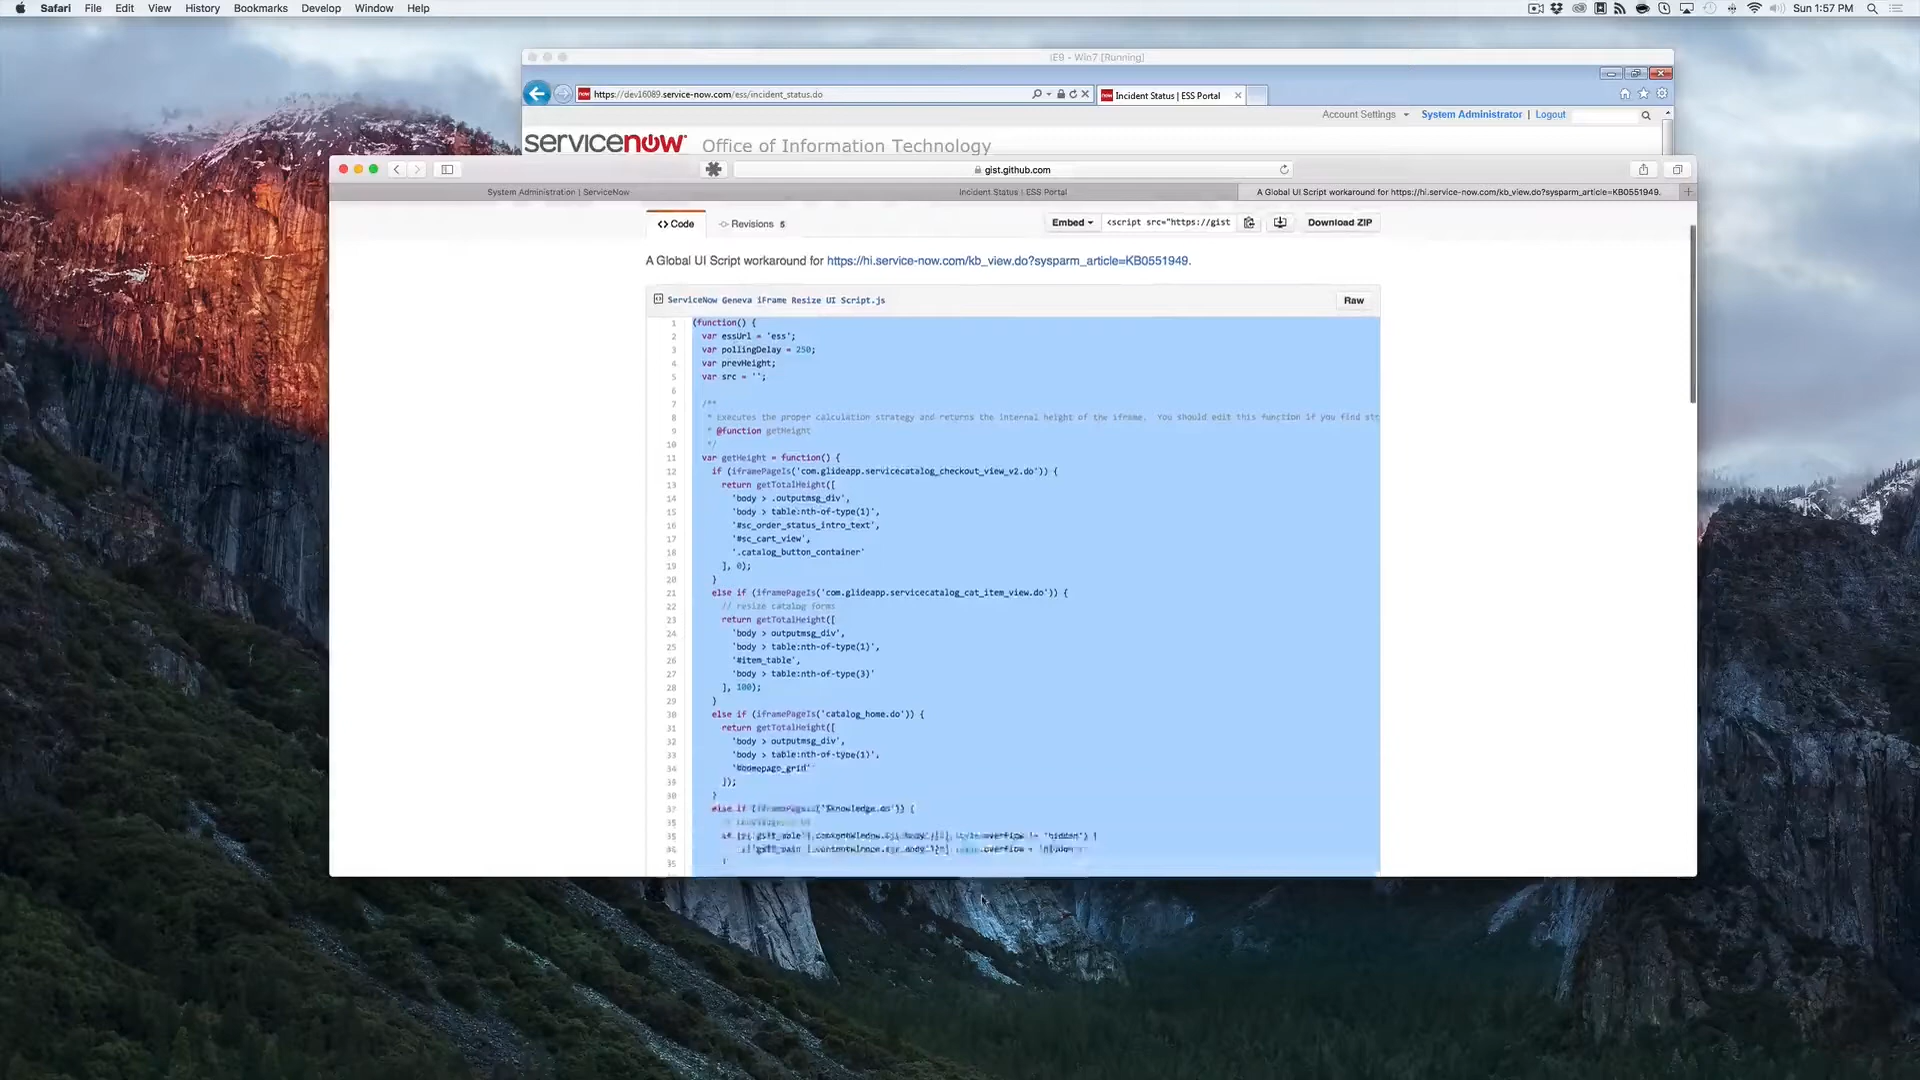 Safari File Edit View History Bookmarks Develop Window Help
Sun 1:57 PM
IE9 - Win7 [Running]
https://dev16089.service-now.com/ess/incident_status.do
Incident Status | ESS Portal
Account Settings
System Administrator | Logout
servicenow Office of Information Technology
gist.github.com
System Administration | ServiceNow
Incident Status | ESS Portal
A Global UI Script workaround for https://hi.service-now.com/kb_view.do?sysparm_article=KB0551949.
Code
Revisions 5
Embed
<script src="https://gist
Download ZIP
A Global UI Script workaround for https://hi.service-now.com/kb_view.do?sysparm_article=KB0551949.
ServiceNow Geneva iFrame Resize UI Script.js
Raw
1 (function() {
2 var essUrl = 'ess';
3 var pollingDelay = 250;
4 var prevHeight;
5 var src = '';
6
7 /**
8 * Executes the proper calculation strategy and returns the internal height of the iframe. You should edit this function if you find str
9 * @function getHeight
10 */
11 var getHeight = function() {
12 if (iframePageIs('com.glideapp.servicecatalog_checkout_view_v2.do')) {
13 return getTotalHeight([
14 'body > .outputmsg_div',
15 'body > table:nth-of-type(1)',
16 '#sc_order_status_intro_text',
17 '#sc_cart_view',
18 '.catalog_button_container'
19 ], 0);
20 }
21 else if (iframePageIs('com.glideapp.servicecatalog_cat_item_view.do')) {
22 // resize catalog forms
23 return getTotalHeight([
24 'body > outputmsg_div',
25 'body > table:nth-of-type(1)',
26 '#item_table',
27 'body > table:nth-of-type(3)'
28 ], 100);
29 }
30 else if (iframePageIs('catalog_home.do')) {
31 return getTotalHeight([
32 'body > outputmsg_div',
33 'body > table:nth-of-type(1)',
34 '#homepage_grid'
]);
}
37 else if (iframePageIs('$knowledge.do')) {